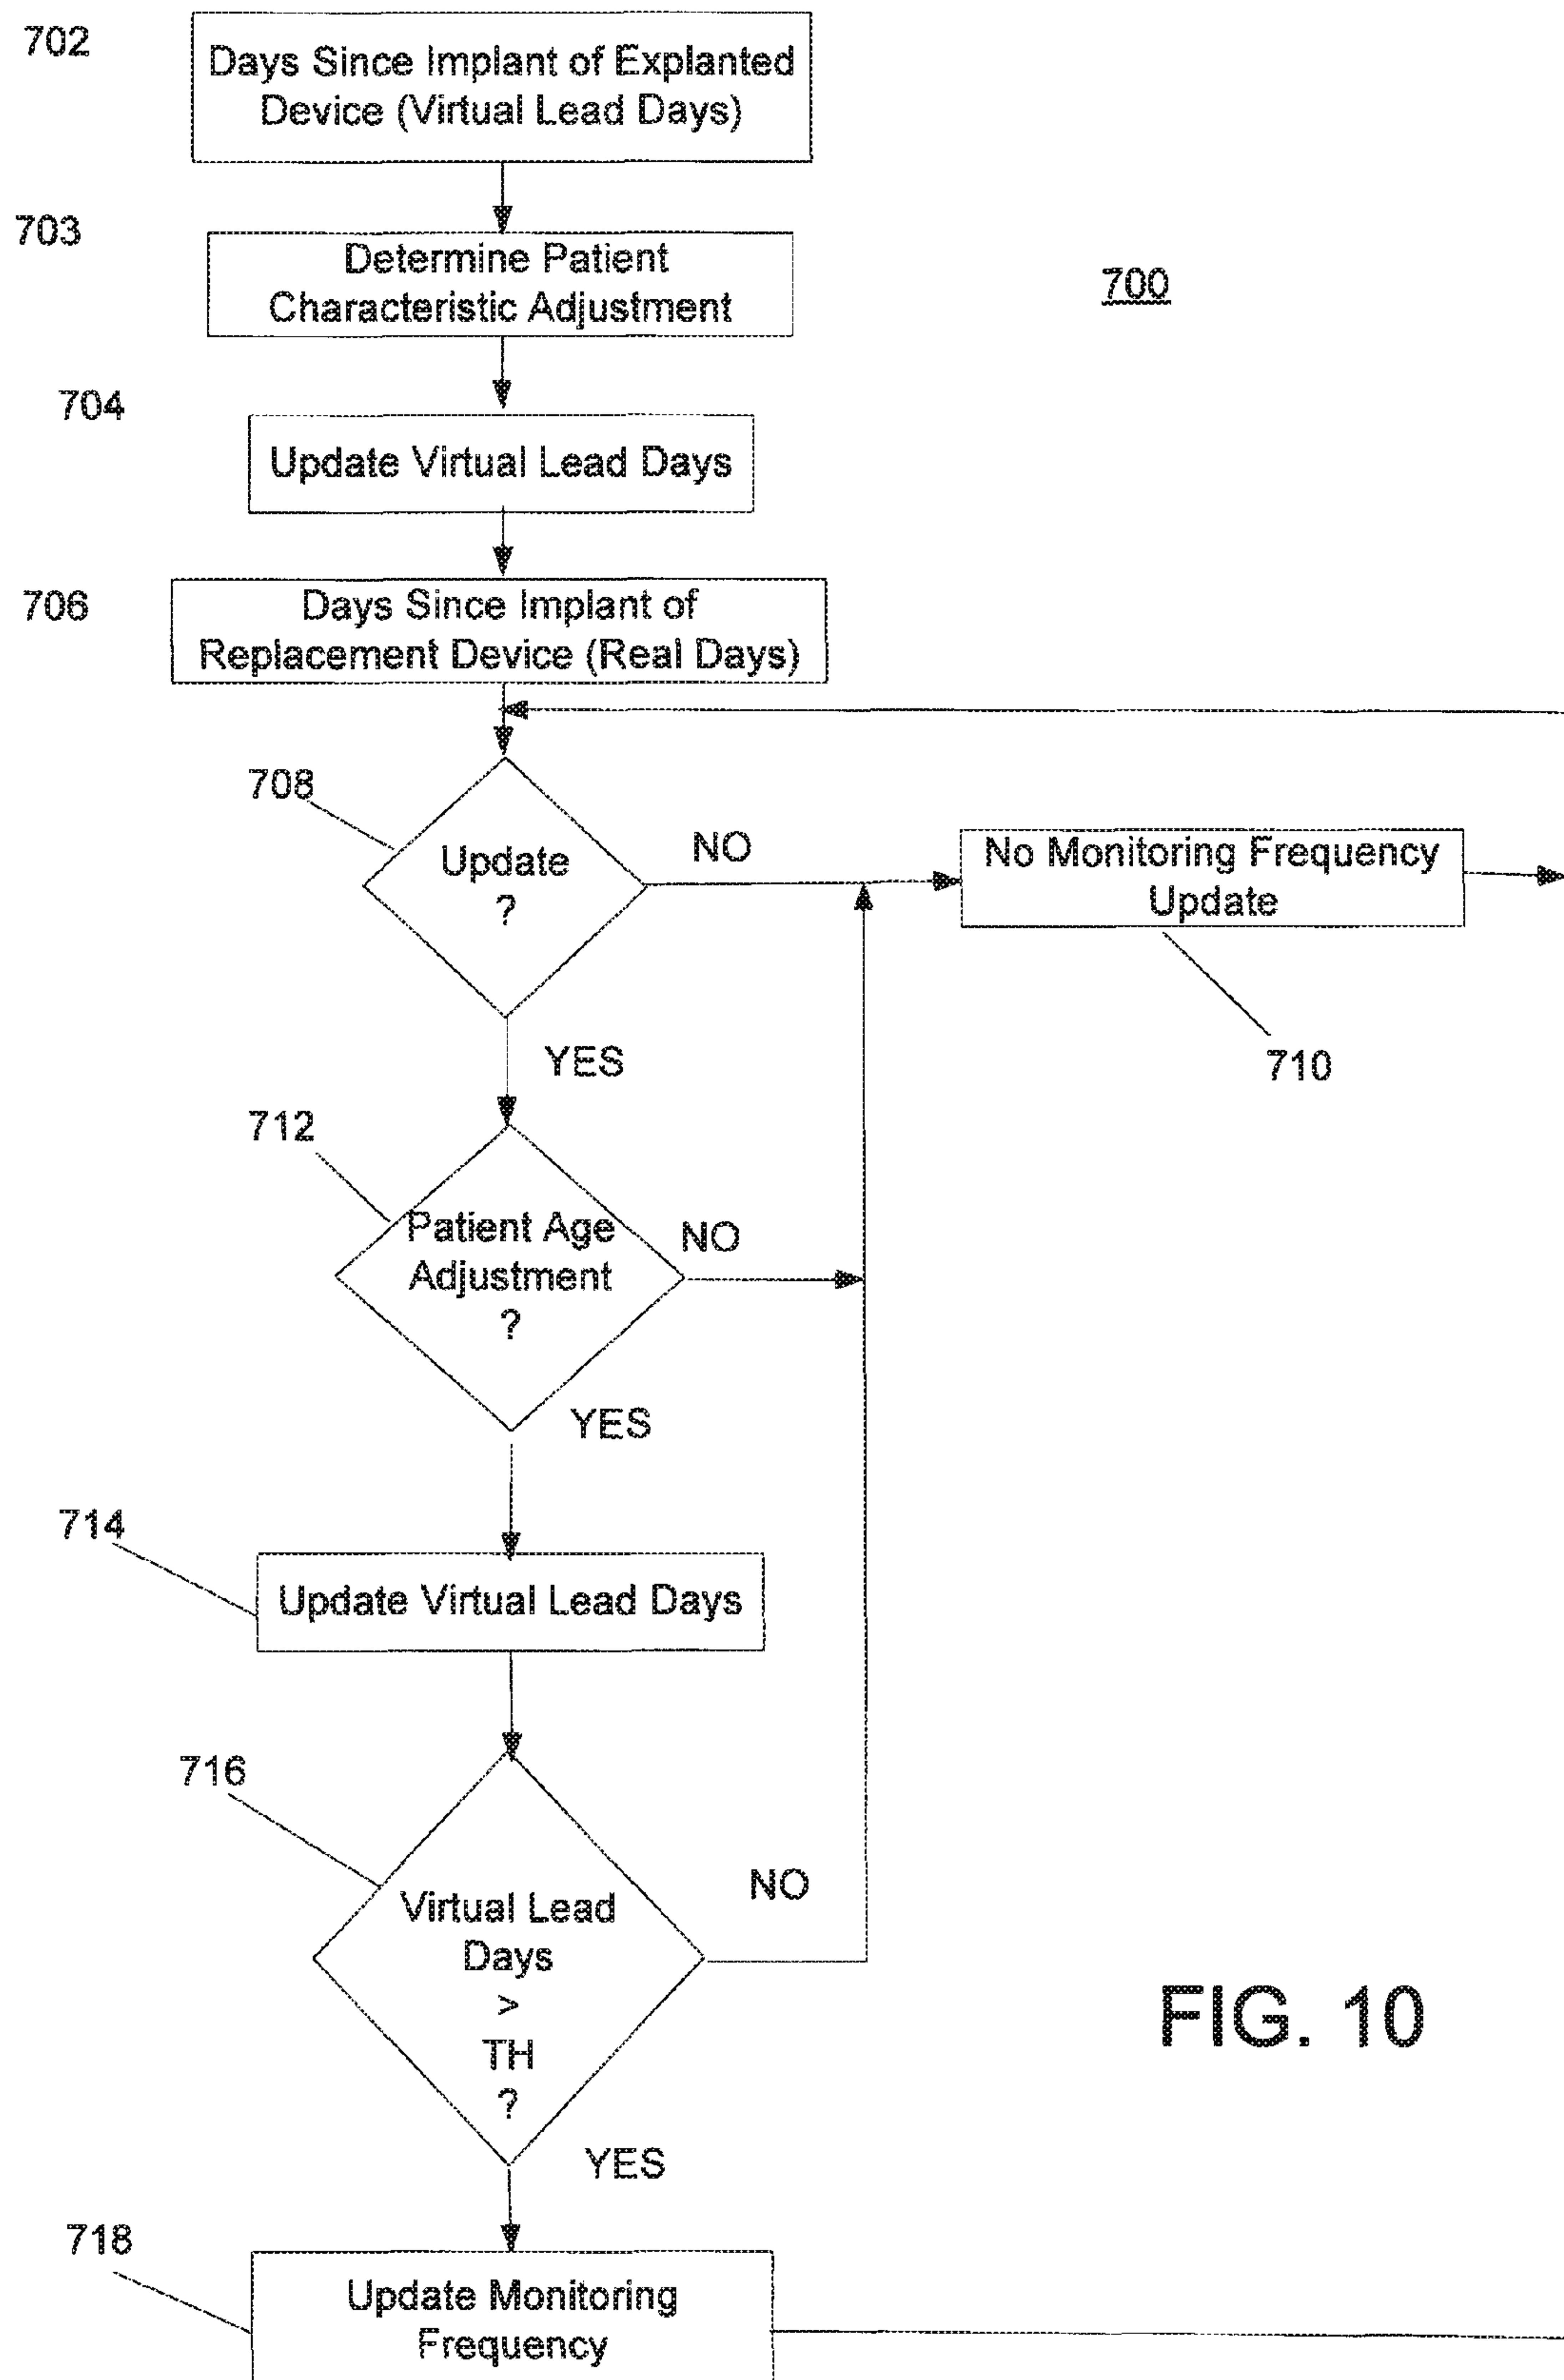 702
Days Since Implant of Explanted
Device (Virtual Lead Days)
703
Determine Patient
Characteristic Adjustment
700
704
Update Virtual Lead Days
706
Days Since Implant of
Replacement Device (Real Days)
708
Update
?
NO
No Monitoring Frequency
Update
710
YES
712
Patient Age
Adjustment
?
NO
YES
714
Update Virtual Lead Days
716
Virtual Lead
Days
>
TH
?
NO
YES
718
Update Monitoring
Frequency
FIG. 10